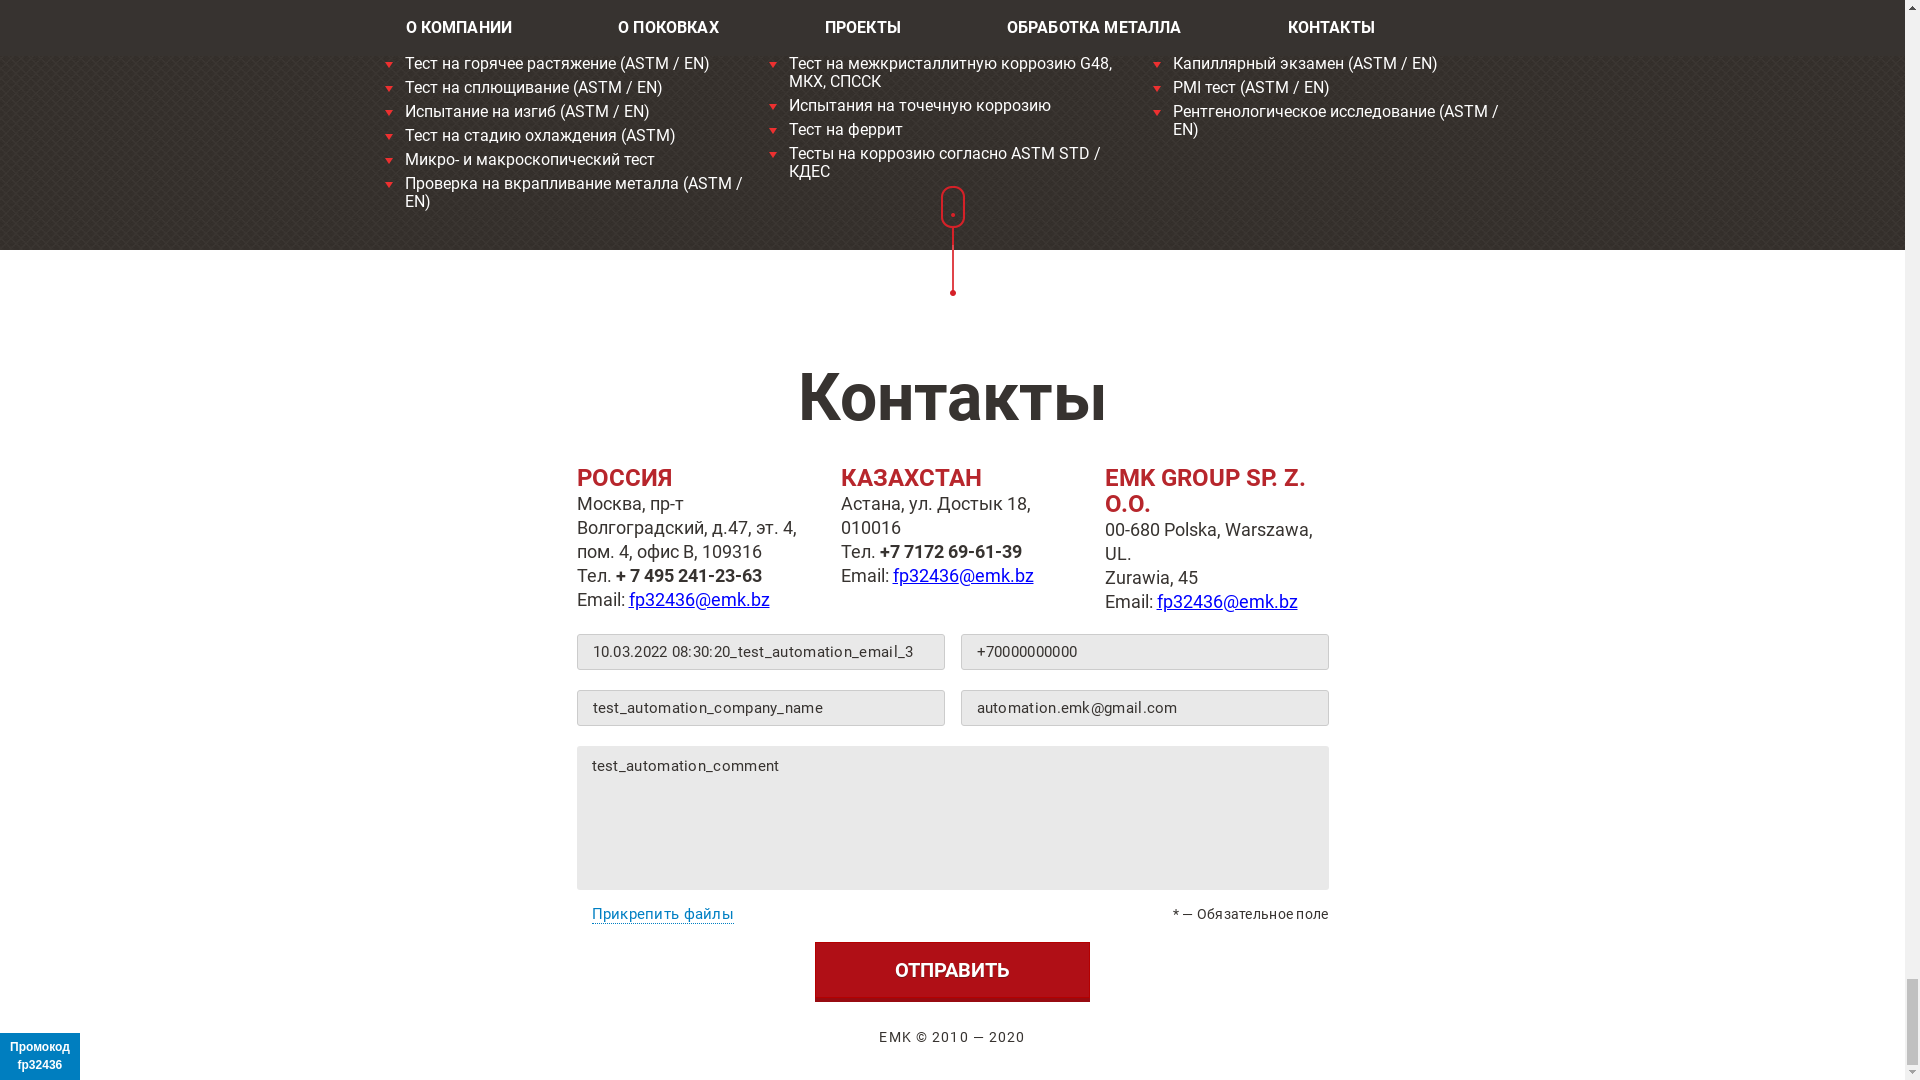 О КОМПАНИИ О ПОКОВКАХ ПРОЕКТЫ ОБРАБОТКА МЕТАЛЛА КОНТАКТЫ
Тест на горячее растяжение (ASTM / EN)
Тест на сплющивание (ASTM / EN)
Испытание на изгиб (ASTM / EN)
Тест на стадию охлаждения (ASTM)
Микро- и макроскопический тест
Проверка на вкрапливание металла (ASTM /
EN)
Тест на межкристаллитную коррозию G48,
МКХ, СПССК
Испытания на точечную коррозию
Тест на феррит
Тесты на коррозию согласно ASTM STD /
КДЕС
Капиллярный экзамен (ASTM / EN)
PMI тест (ASTM / EN)
Рентгенологическое исследование (ASTM /
EN)
Контакты
РОССИЯ
Москва, пр-т
Волгоградский, д.47, эт. 4,
пом. 4, офис В, 109316
Тел. + 7 495 241-23-63
Email: fp32436@emk.bz
КАЗАХСТАН
Астана, ул. Достык 18,
010016
Тел. +7 7172 69-61-39
Email: fp32436@emk.bz
EMK GROUP SP. Z.
O.O.
00-680 Polska, Warszawa,
UL.
Zurawia, 45
Email: fp32436@emk.bz
10.03.2022 08:30:20_test_automation_email_3
+70000000000
test_automation_company_name
automation.emk@gmail.com
test_automation_comment
Прикрепить файлы
* — Обязательное поле
ОТПРАВИТЬ
EMK © 2010 — 2020
Промокод
fp32436